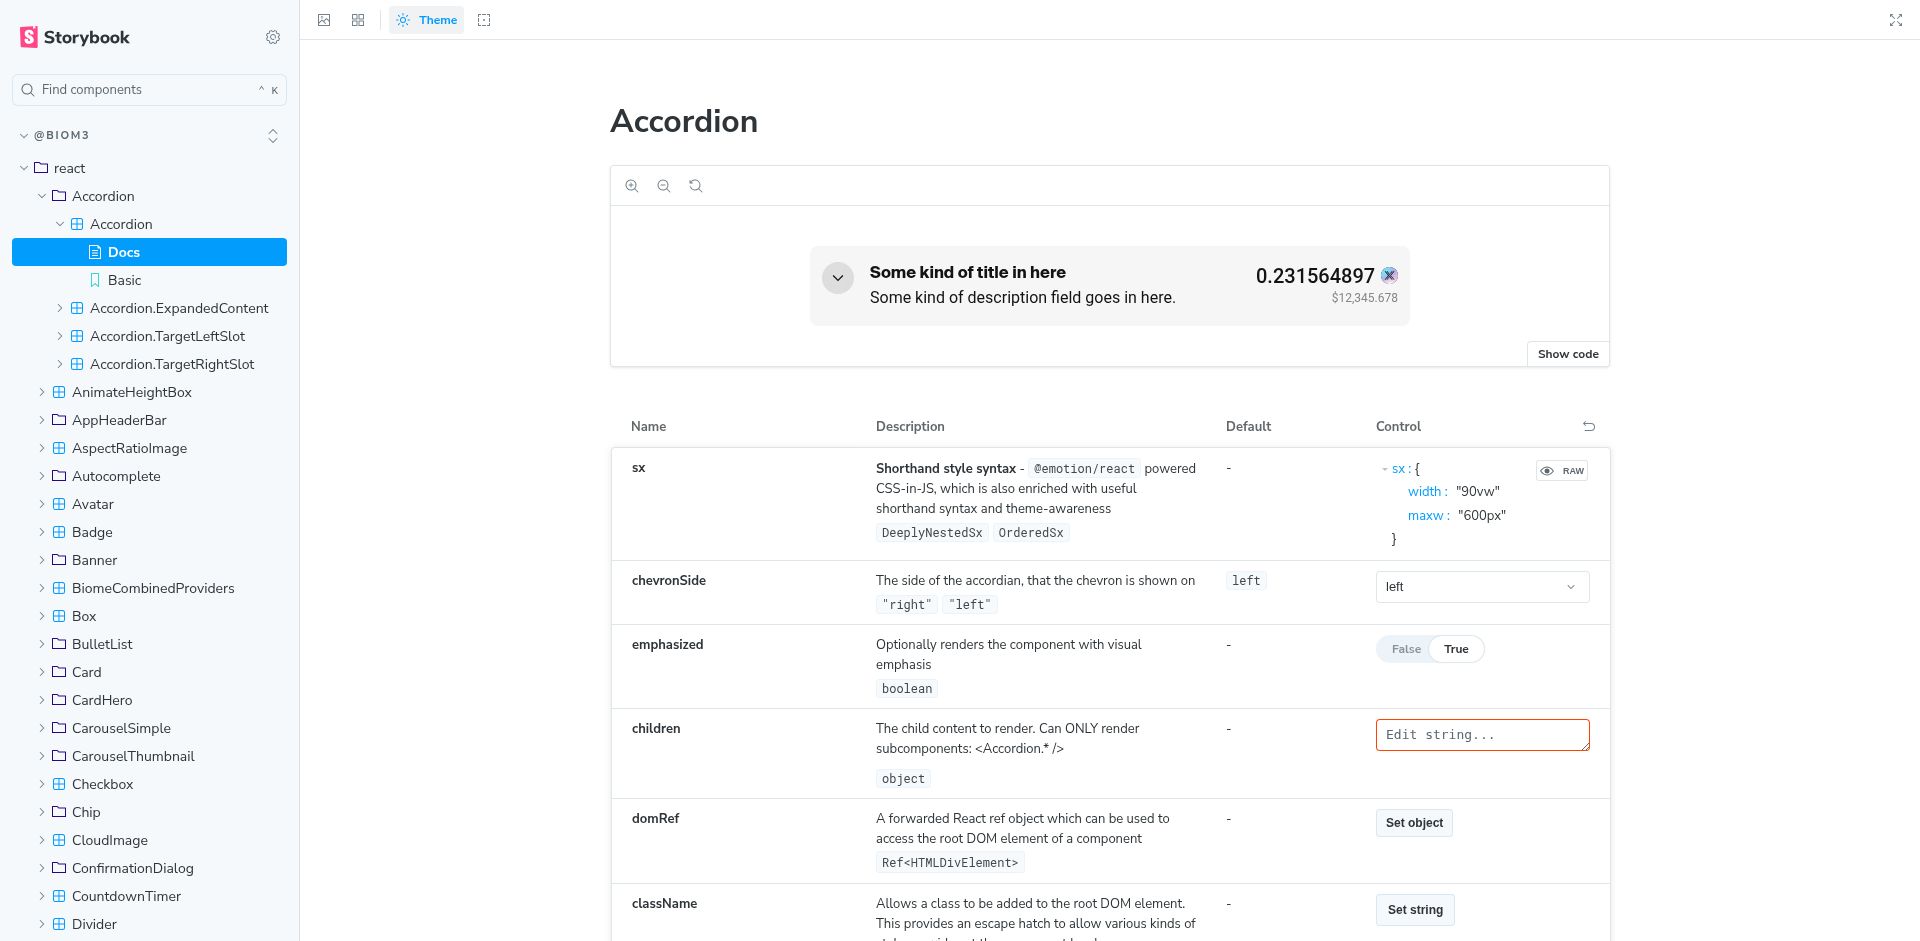 Storybook
Find components
^ K
@BIOM3
react
Accordion
Accordion
Docs
Basic
Accordion.ExpandedContent
Accordion.TargetLeftSlot
Accordion.TargetRightSlot
AnimateHeightBox
AppHeaderBar
AspectRatioImage
Autocomplete
Avatar
Badge
Banner
BiomeCombinedProviders
Box
BulletList
Card
CardHero
CarouselSimple
CarouselThumbnail
Checkbox
Chip
CloudImage
ConfirmationDialog
CountdownTimer
Divider
Theme
Accordion
Some kind of title in here
Some kind of description field goes in here.
0.231564897
$12,345.678
Show code
Name Description Default Control
sx
Shorthand style syntax - @emotion/react powered
CSS-in-JS, which is also enriched with useful
shorthand syntax and theme-awareness
DeeplyNestedSx OrderedSx
-
sx : {
width : "90vw"
maxw : "600px"
}
RAW
chevronSide
The side of the accordian, that the chevron is shown on
"right" "left"
left
left
emphasized
Optionally renders the component with visual
emphasis
boolean
-
False True
children
The child content to render. Can ONLY render
subcomponents: <Accordion.* />
object
-
Edit string...
domRef
A forwarded React ref object which can be used to
access the root DOM element of a component
Ref<HTMLDivElement>
-
Set object
className
Allows a class to be added to the root DOM element.
This provides an escape hatch to allow various kinds of
-
Set string